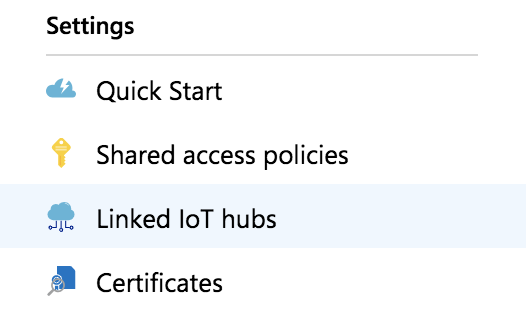 Settings
Quick Start
Shared access policies
Linked IoT hubs
Certificates